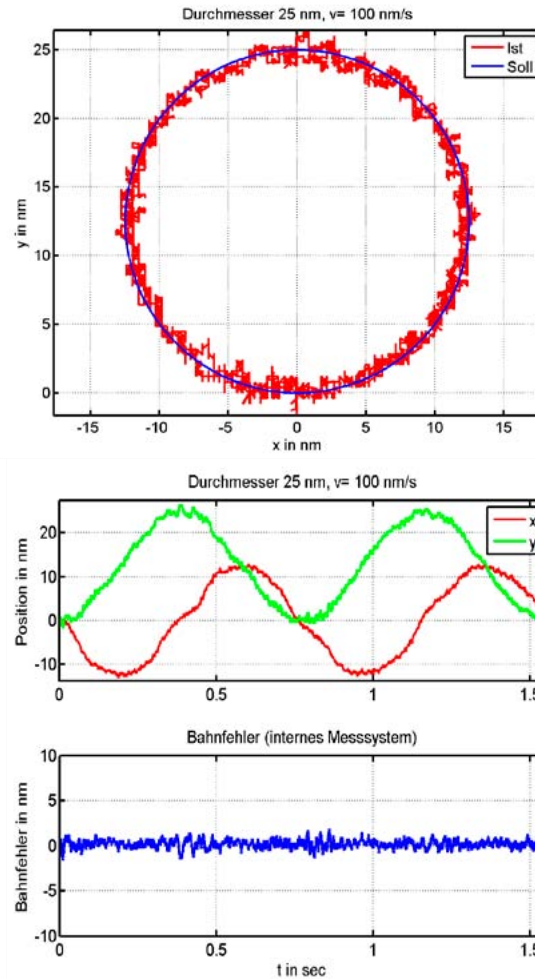 Durchmesser 25 nm, v= 100 nm/s
Ist
Soll
25
20
15
10
5
0
y in nm
-15
-10
-5
0
5
10
15
x in nm
Durchmesser 25 nm, v= 100 nm/s
x
y
20
10
0
-10
Position in nm
0
0.5
1
1.5
Bahnfehler (internes Messsystem)
10
5
0
-5
-10
Bahnfehler in nm
0
0.5
1
1.5
t in sec